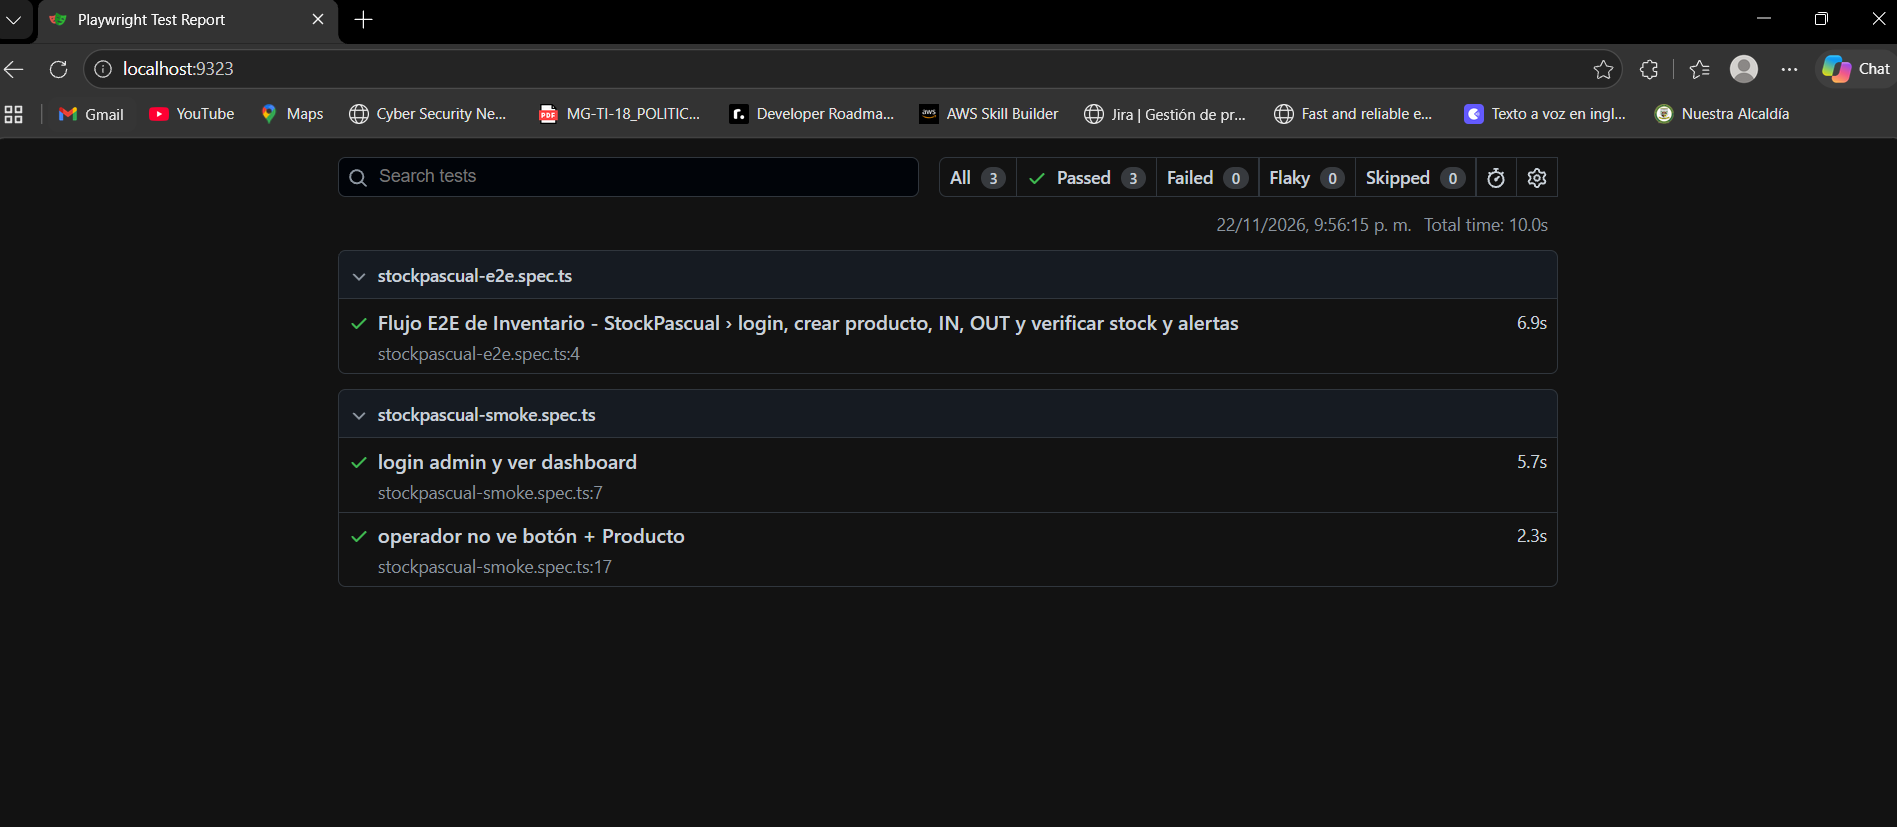 Playwright Test Report
localhost:9323
Chat
Gmail
YouTube
Maps
Cyber Security Ne...
PDF
MG-TI-18_POLITIC...
r.
Developer Roadma...
aws
AWS Skill Builder
Jira | Gestión de pr...
Fast and reliable e...
Texto a voz en ingl...
Nuestra Alcaldía
Search tests
All 3
Passed 3
Failed 0
Flaky 0
Skipped 0
22/11/2026, 9:56:15 p. m. Total time: 10.0s
stockpascual-e2e.spec.ts
Flujo E2E de Inventario - StockPascual › login, crear producto, IN, OUT y verificar stock y alertas 6.9s
stockpascual-e2e.spec.ts:4
stockpascual-smoke.spec.ts
login admin y ver dashboard 5.7s
stockpascual-smoke.spec.ts:7
operador no ve botón + Producto 2.3s
stockpascual-smoke.spec.ts:17